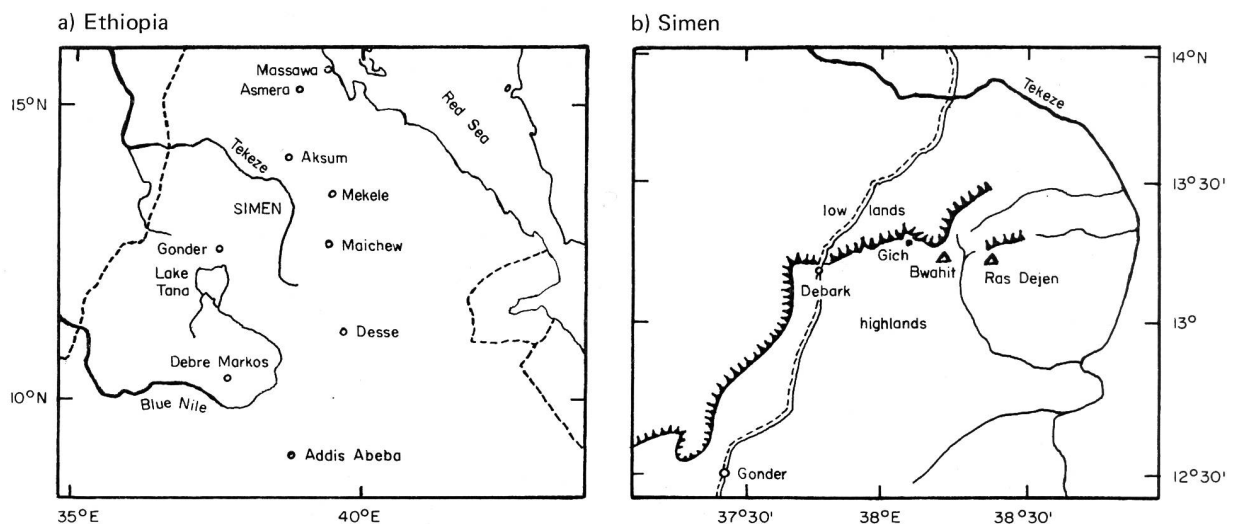 a) Ethiopia
Massawa
Asmera
Red Sea
15°N
Tekeze
Aksum
Mekele
SIMEN
Maichew
Gonder
Lake
Tana
Desse
Debre Markos
10°N
Blue Nile
Addis Abeba
35°E
40°E
b) Simen
14°N
Tekeze
13°30'
low lands
Gich
Bwahit
Ras Dejen
Debark
highlands
13°
Gonder
12°30'
37°30'
38°
38°30'